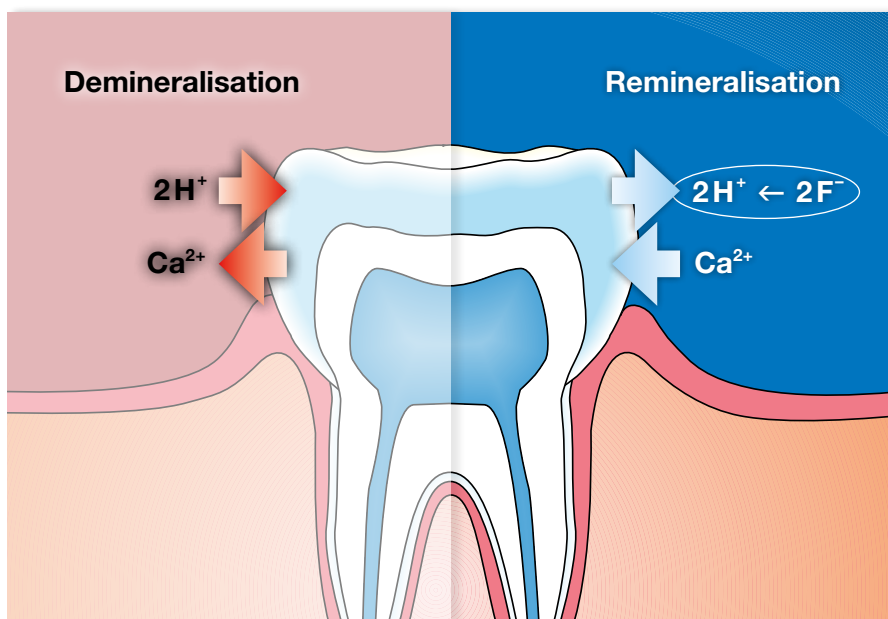 Demineralisation
2H⁺
Ca²⁺
Remineralisation
2H⁺ ← 2F⁻
Ca²⁺